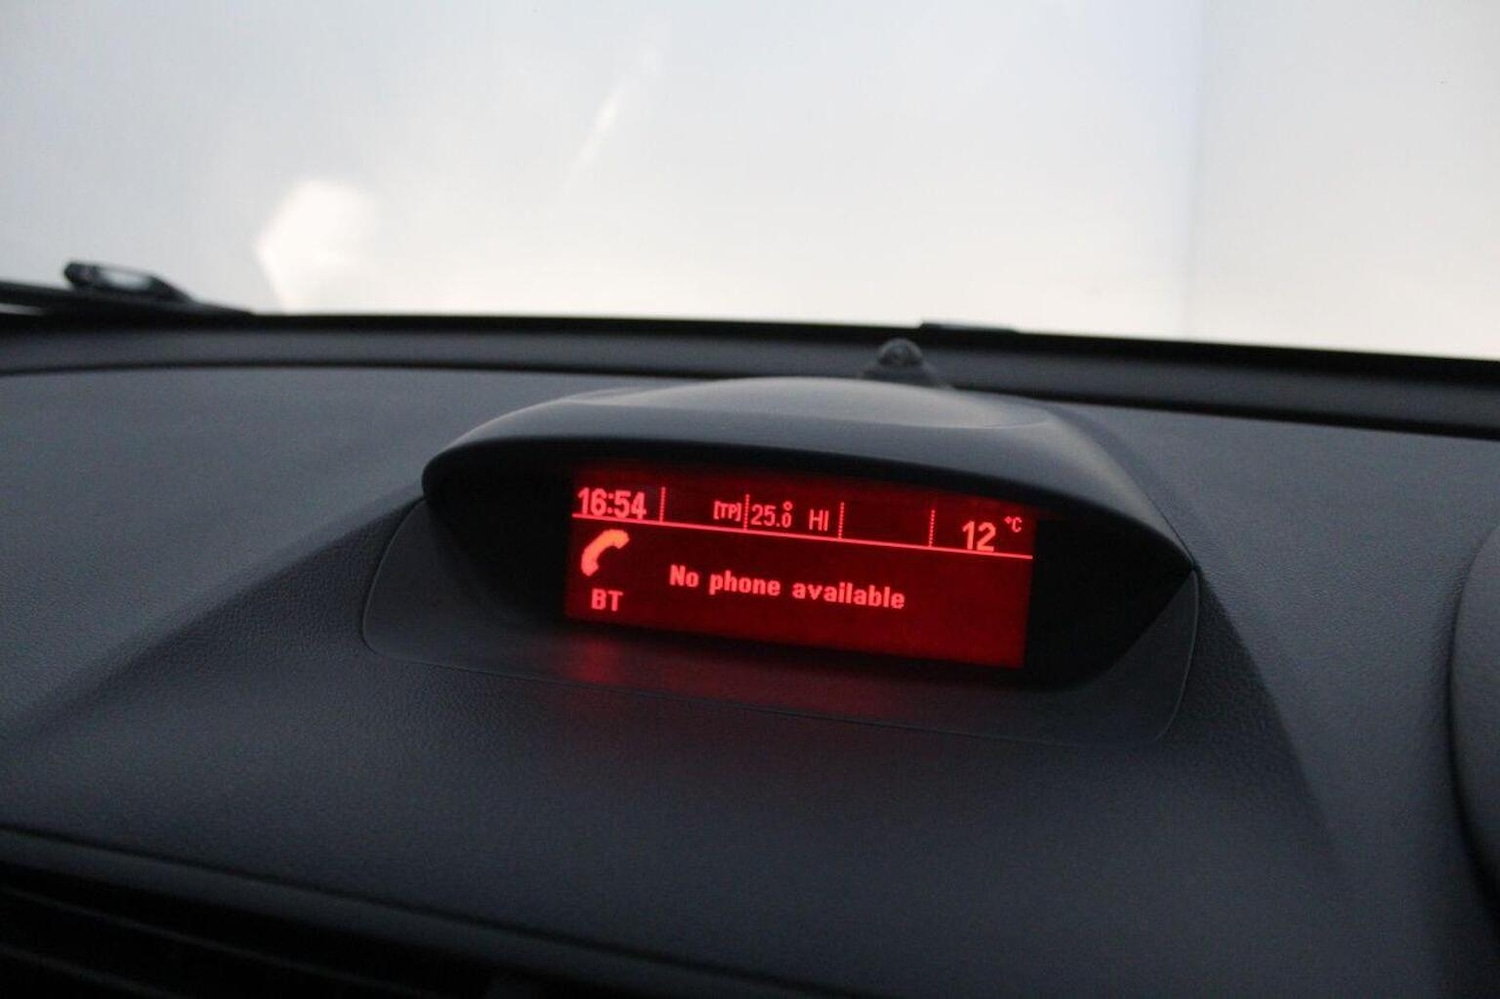 16:54 [TP] 25.0° HI 12 °C
No phone available
BT